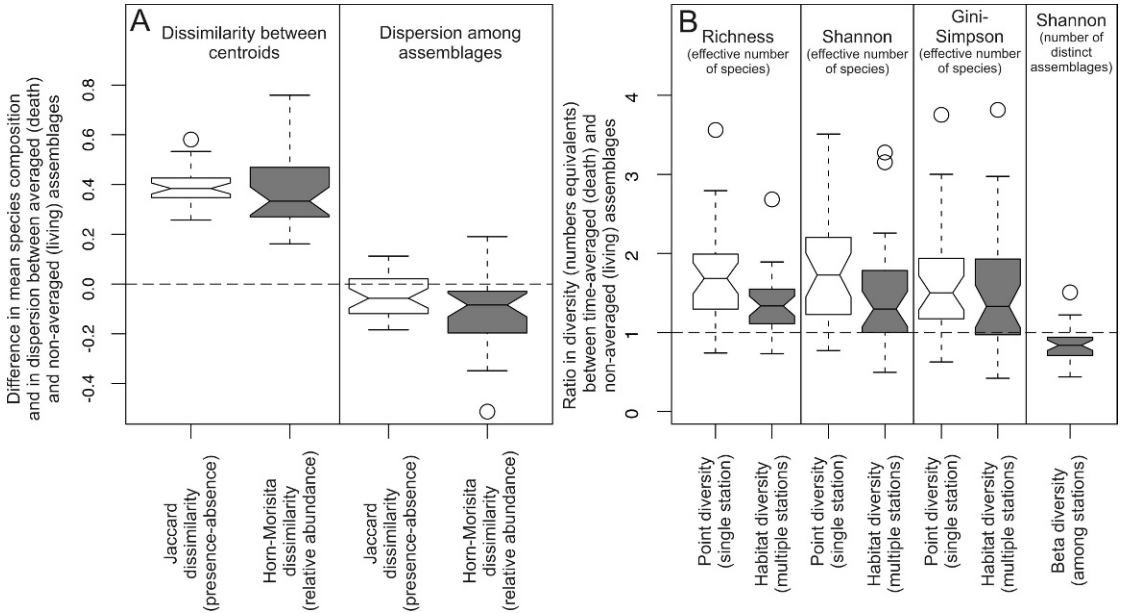 A
Dissimilarity between
centroids
Dispersion among
assemblages
Difference in mean species composition
and in dispersion between averaged (death)
and non-averaged (living) assemblages
0.8
0.6
0.4
0.2
0.0
-0.2
-0.4
Jaccard
dissimilarity
(presence-absence)
Horn-Morisita
dissimilarity
(relative abundance)
Jaccard
dissimilarity
(presence-absence)
Horn-Morisita
dissimilarity
(relative abundance)
B
Richness
(effective number
of species)
Shannon
(effective number
of species)
Gini-
Simpson
(effective number
of species)
Shannon
(number of
distinct
assemblages)
Ratio in diversity (numbers equivalents)
between time-averaged (death) and
non-averaged (living) assemblages
4
3
2
1
0
Point diversity
(single station)
Habitat diversity
(multiple stations)
Point diversity
(single station)
Habitat diversity
(multiple stations)
Point diversity
(single station)
Habitat diversity
(multiple stations)
Beta diversity
(among stations)